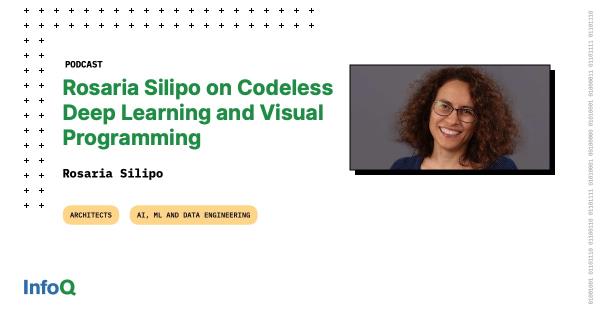 PODCAST
Rosaria Silipo on Codeless
Deep Learning and Visual
Programming
Rosaria Silipo
ARCHITECTS
AI, ML AND DATA ENGINEERING
InfoQ